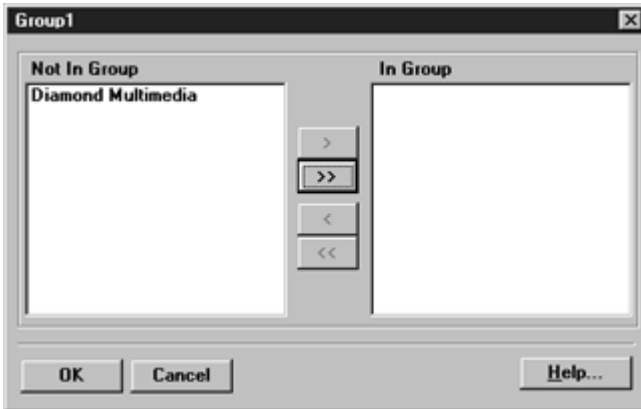 Group1
Not In Group
In Group
Diamond Multimedia
>
>>
<
<<
OK
Cancel
Help...